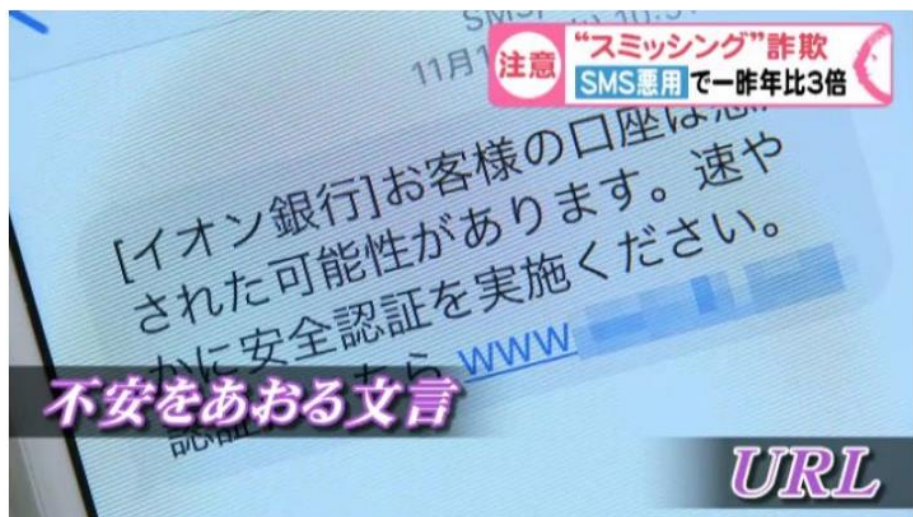 11月1
注意
“スミッシング”詐欺
SMS悪用で一昨年比3倍
[イオン銀行]お客様の口座は悪
された可能性があります。速や
かに安全認証を実施ください。
www
不安をあおる文言
URL